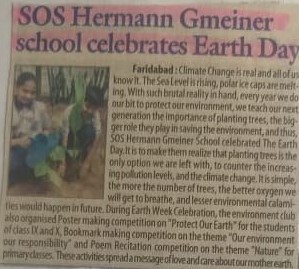 SOS Hermann Gmeiner
school celebrates Earth Day
Faridabad : Climate Change is real and all of us
know it. The Sea Level is rising, polar ice caps are melt-
ing. With such brutal reality in hand, every year we do
our bit to protect our environment, we teach our next
generation the importance of planting trees, the big-
ger role they play in saving the environment, and thus,
SOS Hermann Gmeiner School celebrated The Earth
Day. It is to make them realize that planting trees is the
only option we are left with, to counter the increas-
ing pollution levels, and the climate change. It is simple,
the more the number of trees, the better oxygen we
will get to breathe, and lesser environmental calami-
ties would happen in future. During Earth Week Celebration, the environment club
also organised Poster making competition on "Protect Our Earth" for the students
of class IX and X, Bookmark making competition on the theme "Our environment
our responsibility" and Poem Recitation competition on the theme "Nature" for
primary classes. These activities spread a message of love and care about our mother earth.